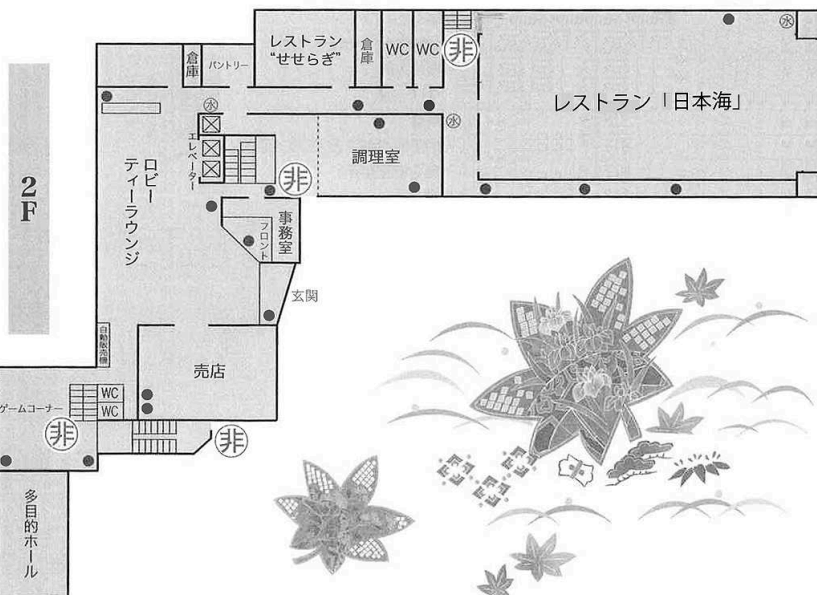 2F
倉庫
パントリー
レストラン
“せせらぎ”
倉庫
WC
WC
非
水
レストラン「日本海」
水
水
エレベーター
調理室
ロビー
ティーラウンジ
非
事務室
フロント
玄関
自動販売機
売店
WC
WC
ゲームコーナー
非
非
多目的ホール